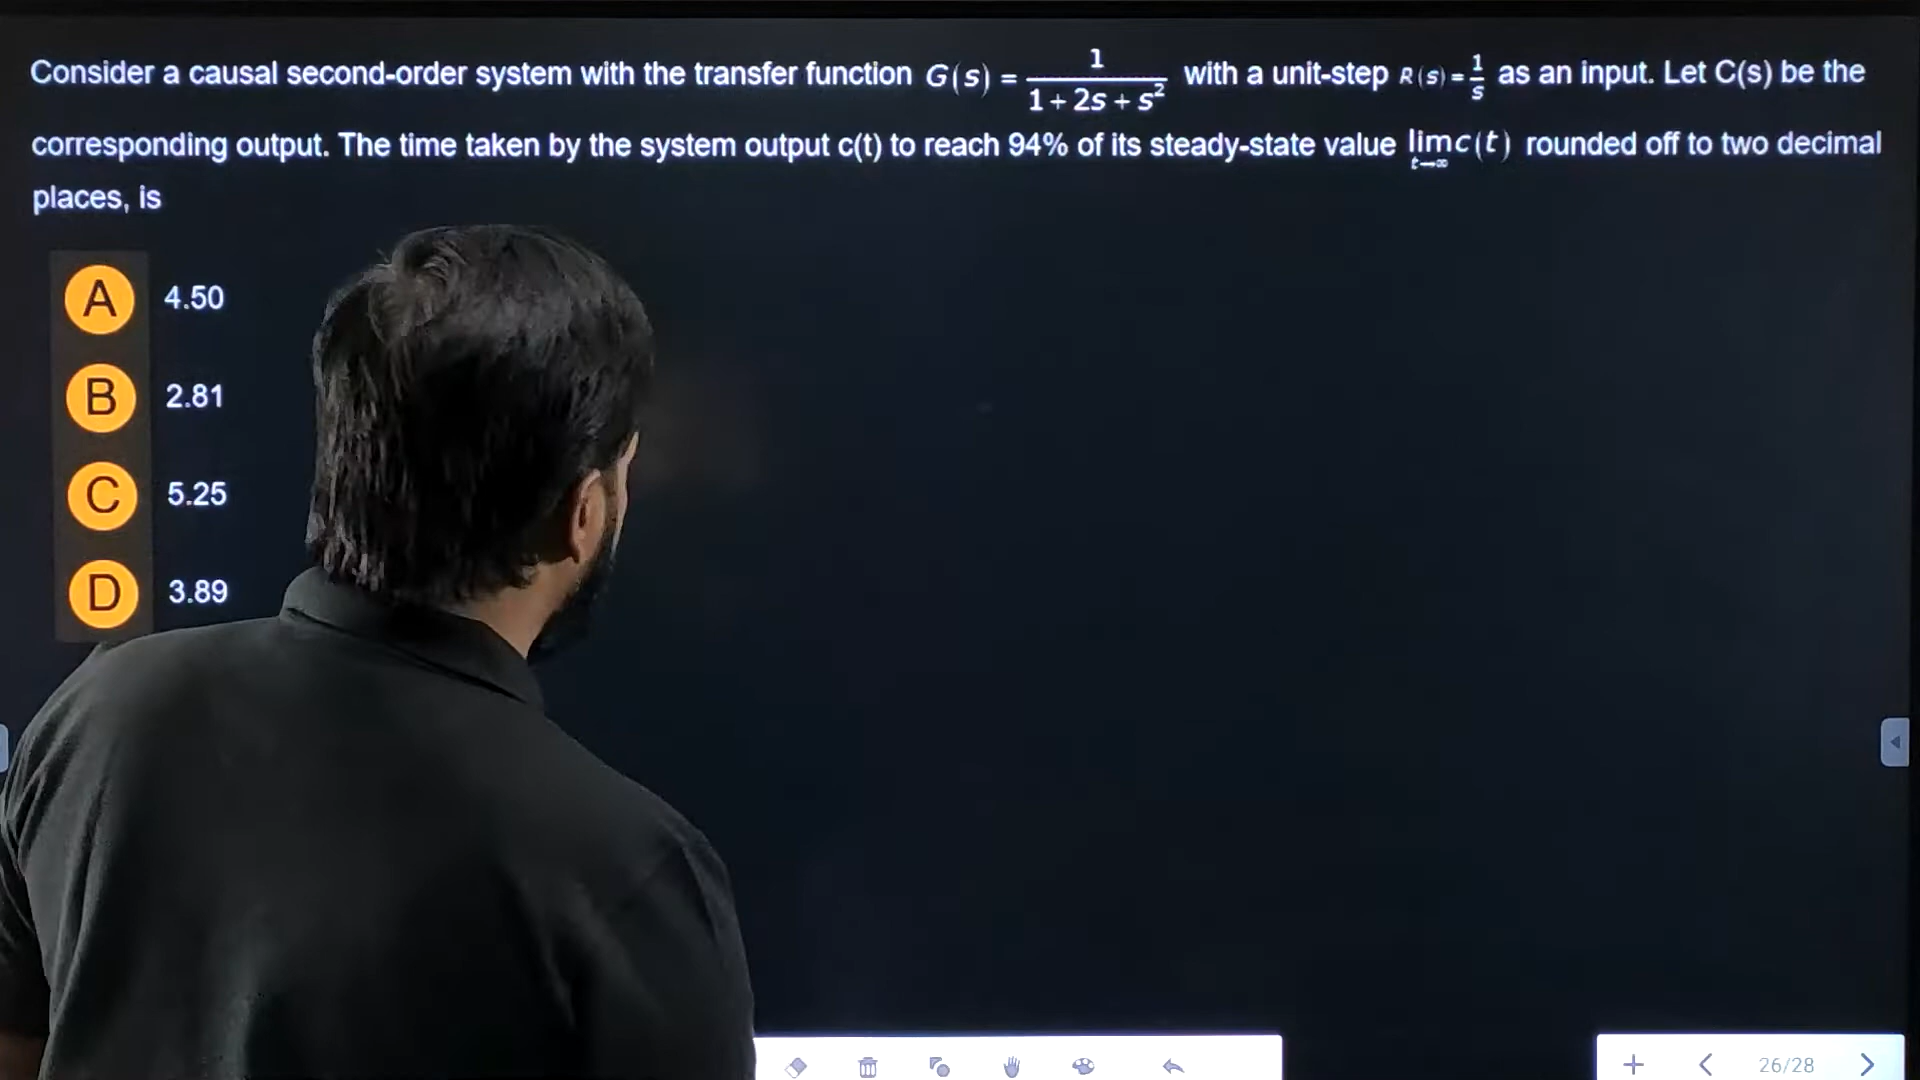 Consider a causal second-order system with the transfer function G(s) = 1/(1+2s+s²) with a unit-step R(s)=1/s as an input. Let C(s) be the
corresponding output. The time taken by the system output c(t) to reach 94% of its steady-state value lim t→∞ c(t) rounded off to two decimal
places, is
A 4.50
B 2.81
C 5.25
D 3.89
26/28